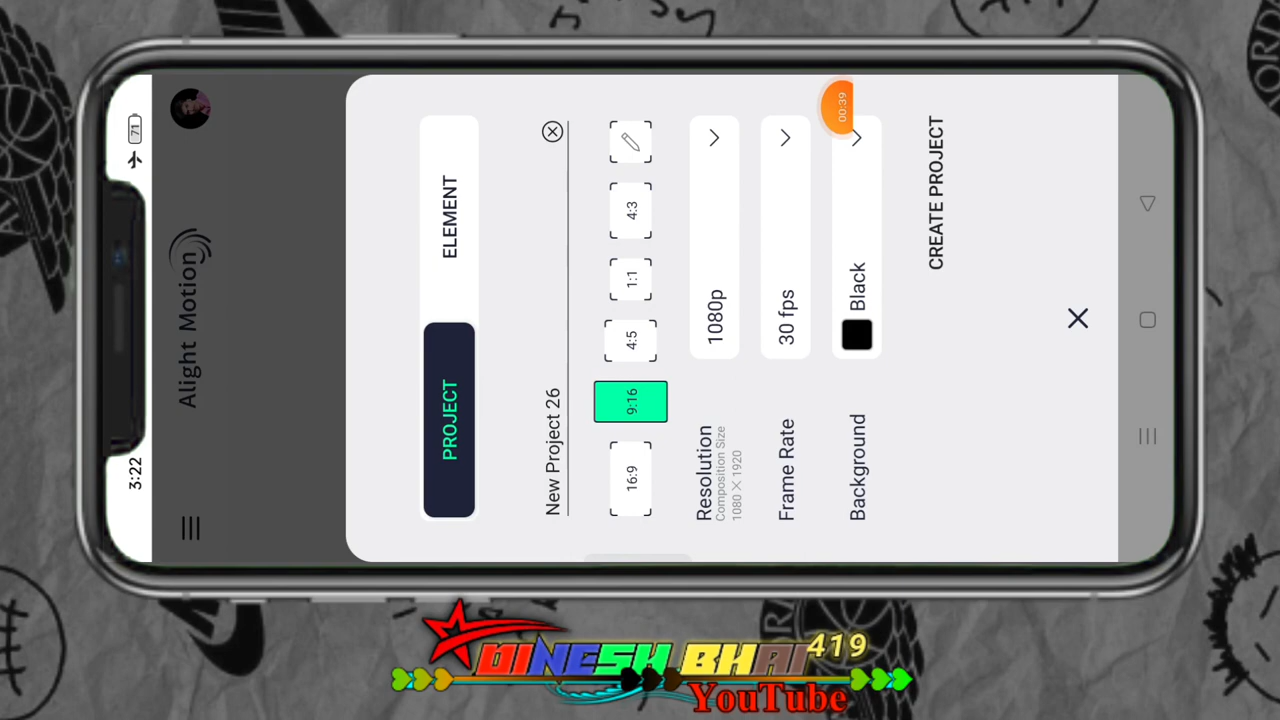 3:22
71
Alight Motion
PROJECT
ELEMENT
New Project 26
16:9
9:16
4:5
1:1
4:3
Resolution
Composition Size
1080 X 1920
1080p
Frame Rate
30 fps
Background
Black
00:39
CREATE PROJECT
DINESH BHAI 419
YouTube